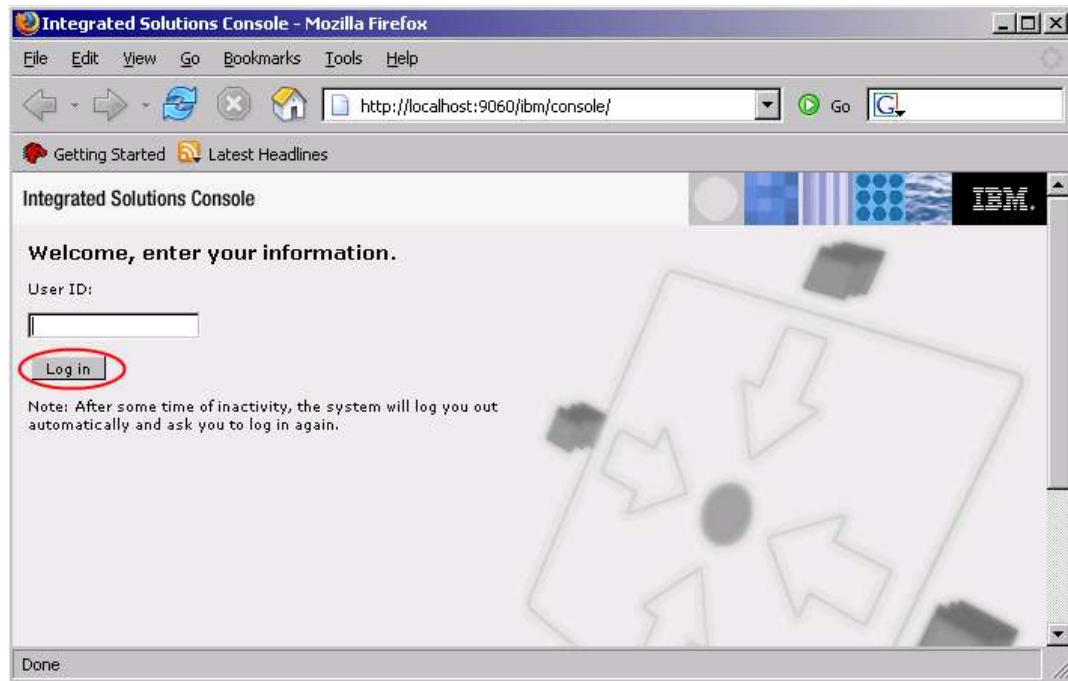 Integrated Solutions Console - Mozilla Firefox
File Edit View Go Bookmarks Tools Help
http://localhost:9060/ibm/console/ Go G
Getting Started Latest Headlines
Integrated Solutions Console IBM.
Welcome, enter your information.
User ID:
Log in
Note: After some time of inactivity, the system will log you out
automatically and ask you to log in again.
Done